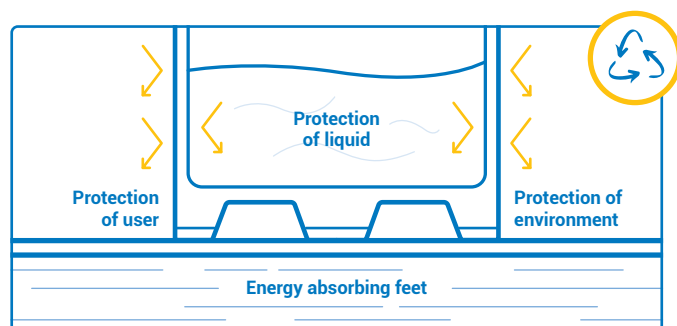 Protection
of liquid
Protection
of user
Protection of
environment
Energy absorbing feet